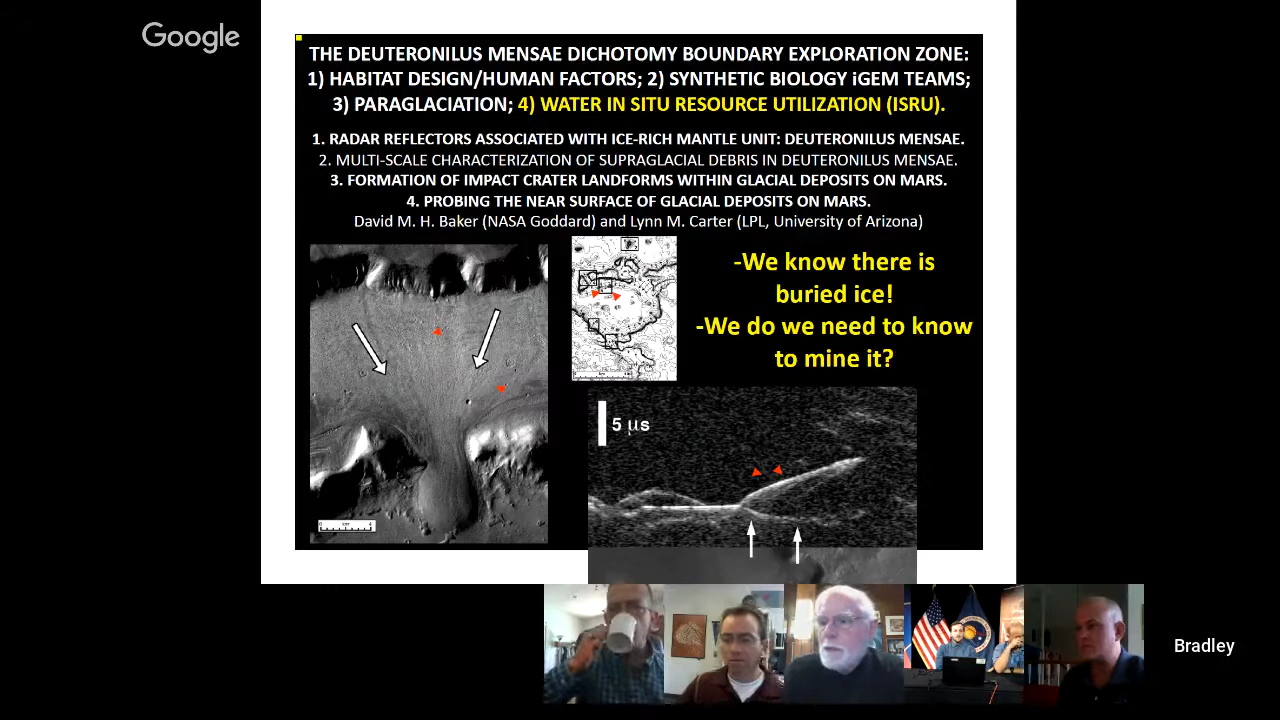 Google
THE DEUTERONILUS MENSAE DICHOTOMY BOUNDARY EXPLORATION ZONE:
1) HABITAT DESIGN/HUMAN FACTORS; 2) SYNTHETIC BIOLOGY iGEM TEAMS;
3) PARAGLACIATION; 4) WATER IN SITU RESOURCE UTILIZATION (ISRU).
1. RADAR REFLECTORS ASSOCIATED WITH ICE-RICH MANTLE UNIT: DEUTERONILUS MENSAE.
2. MULTI-SCALE CHARACTERIZATION OF SUPRAGLACIAL DEBRIS IN DEUTERONILUS MENSAE.
3. FORMATION OF IMPACT CRATER LANDFORMS WITHIN GLACIAL DEPOSITS ON MARS.
4. PROBING THE NEAR SURFACE OF GLACIAL DEPOSITS ON MARS.
David M. H. Baker (NASA Goddard) and Lynn M. Carter (LPL, University of Arizona)
-We know there is
buried ice!
-We do we need to know
to mine it?
5 μs
0 km 4
Bradley